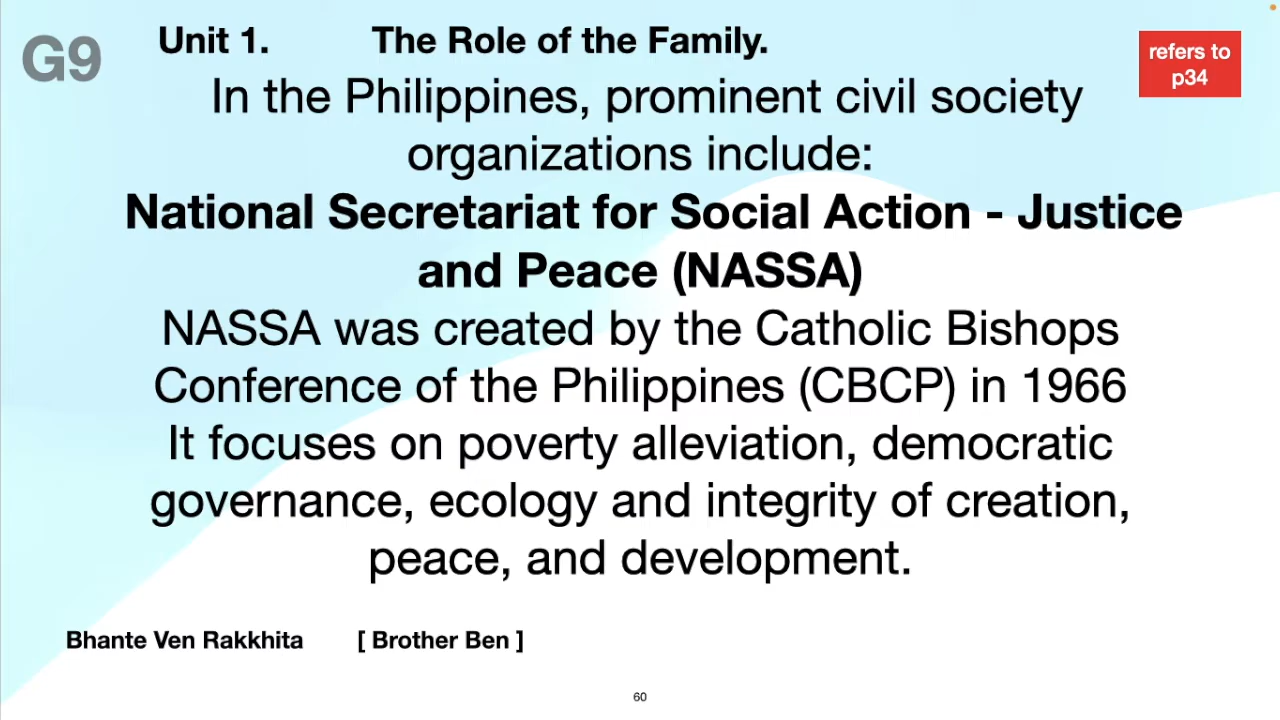 G9
Unit 1. The Role of the Family.
refers to
p34
In the Philippines, prominent civil society
organizations include:
National Secretariat for Social Action - Justice
and Peace (NASSA)
NASSA was created by the Catholic Bishops
Conference of the Philippines (CBCP) in 1966
It focuses on poverty alleviation, democratic
governance, ecology and integrity of creation,
peace, and development.
Bhante Ven Rakkhita [ Brother Ben ]
60